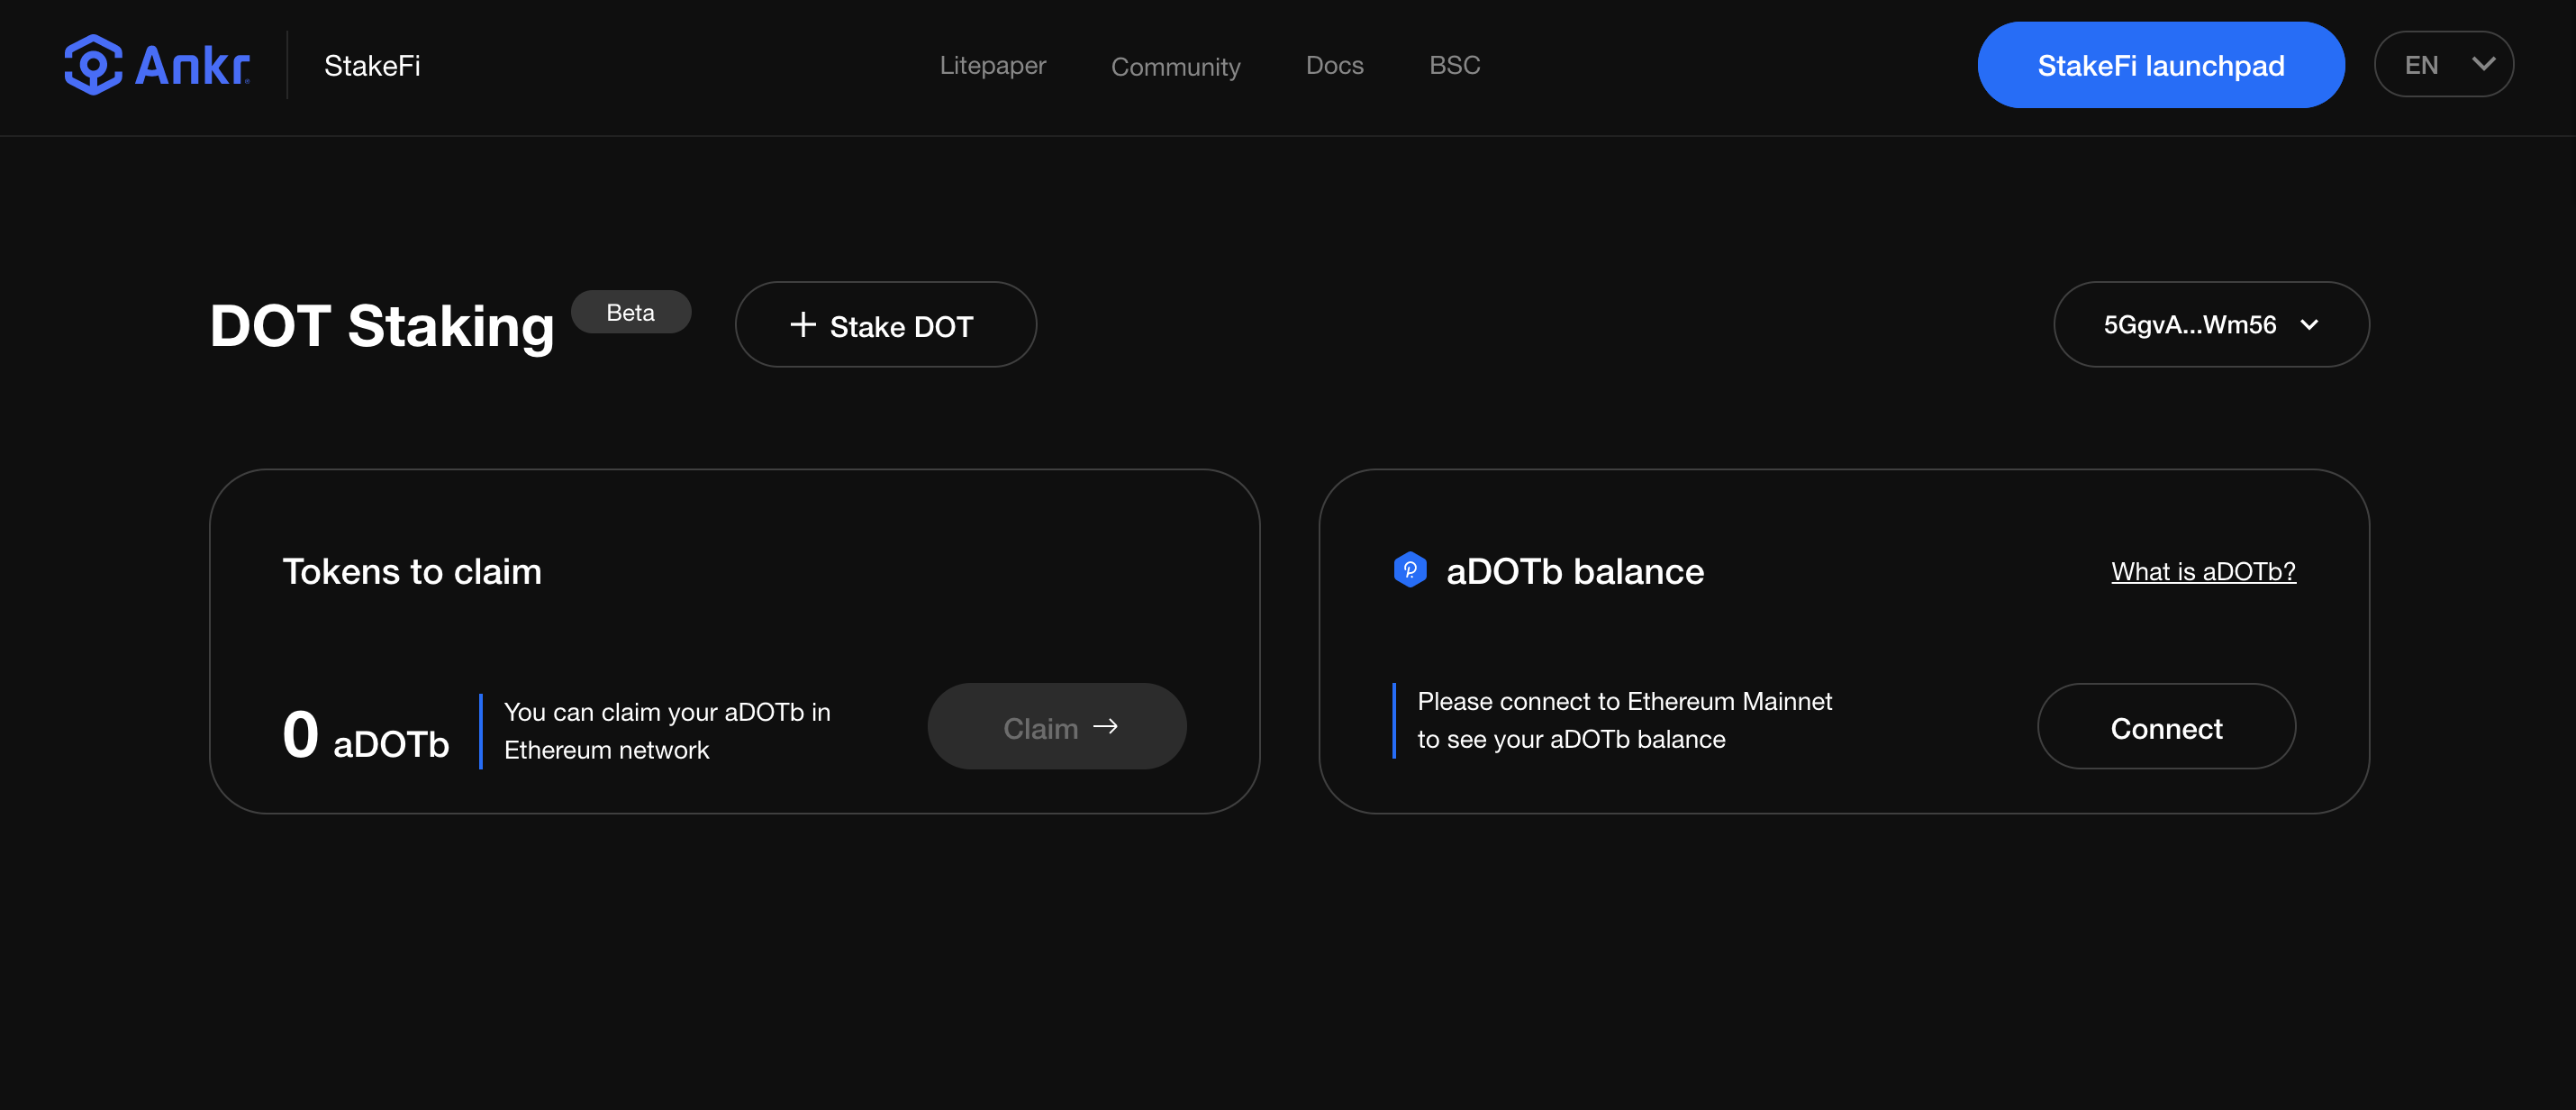 Ankr StakeFi Litepaper Community Docs BSC StakeFi launchpad EN
DOT Staking Beta + Stake DOT 5GgvA...Wm56
Tokens to claim
0 aDOTb
You can claim your aDOTb in
Ethereum network
Claim →
aDOTb balance What is aDOTb?
Please connect to Ethereum Mainnet
to see your aDOTb balance
Connect